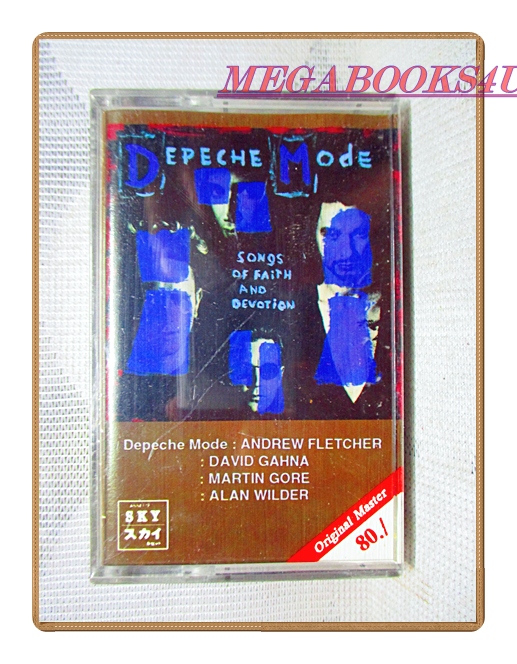 MEGABOOKS4U
DEPECHE MODE
SONGS
OF FAITH
AND
DEVOTION
Depeche Mode : ANDREW FLETCHER
: DAVID GAHNA
: MARTIN GORE
: ALAN WILDER
SKY
スカイ
Original Master
80./